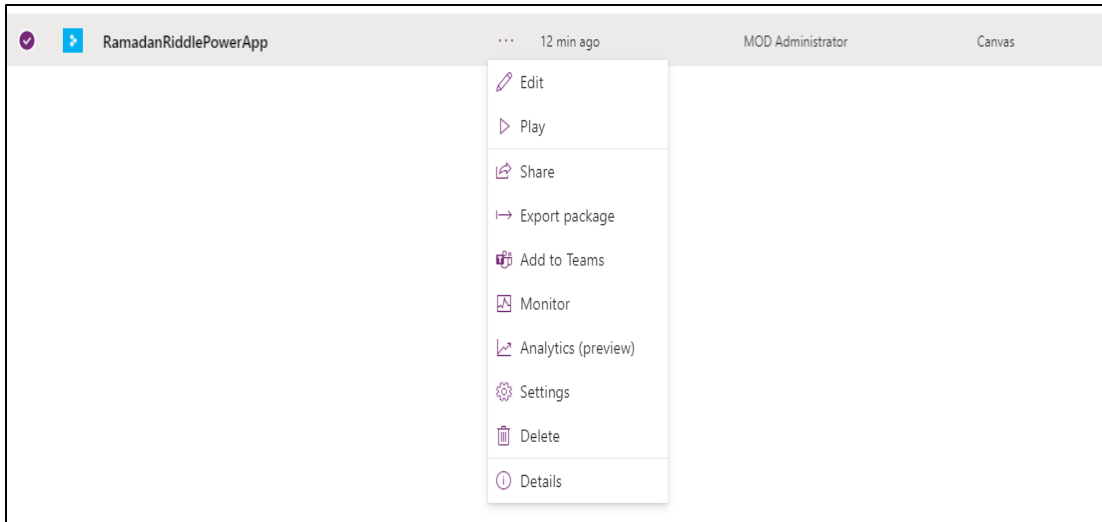 RamadanRiddlePowerApp ... 12 min ago MOD Administrator Canvas
Edit
Play
Share
Export package
Add to Teams
Monitor
Analytics (preview)
Settings
Delete
Details